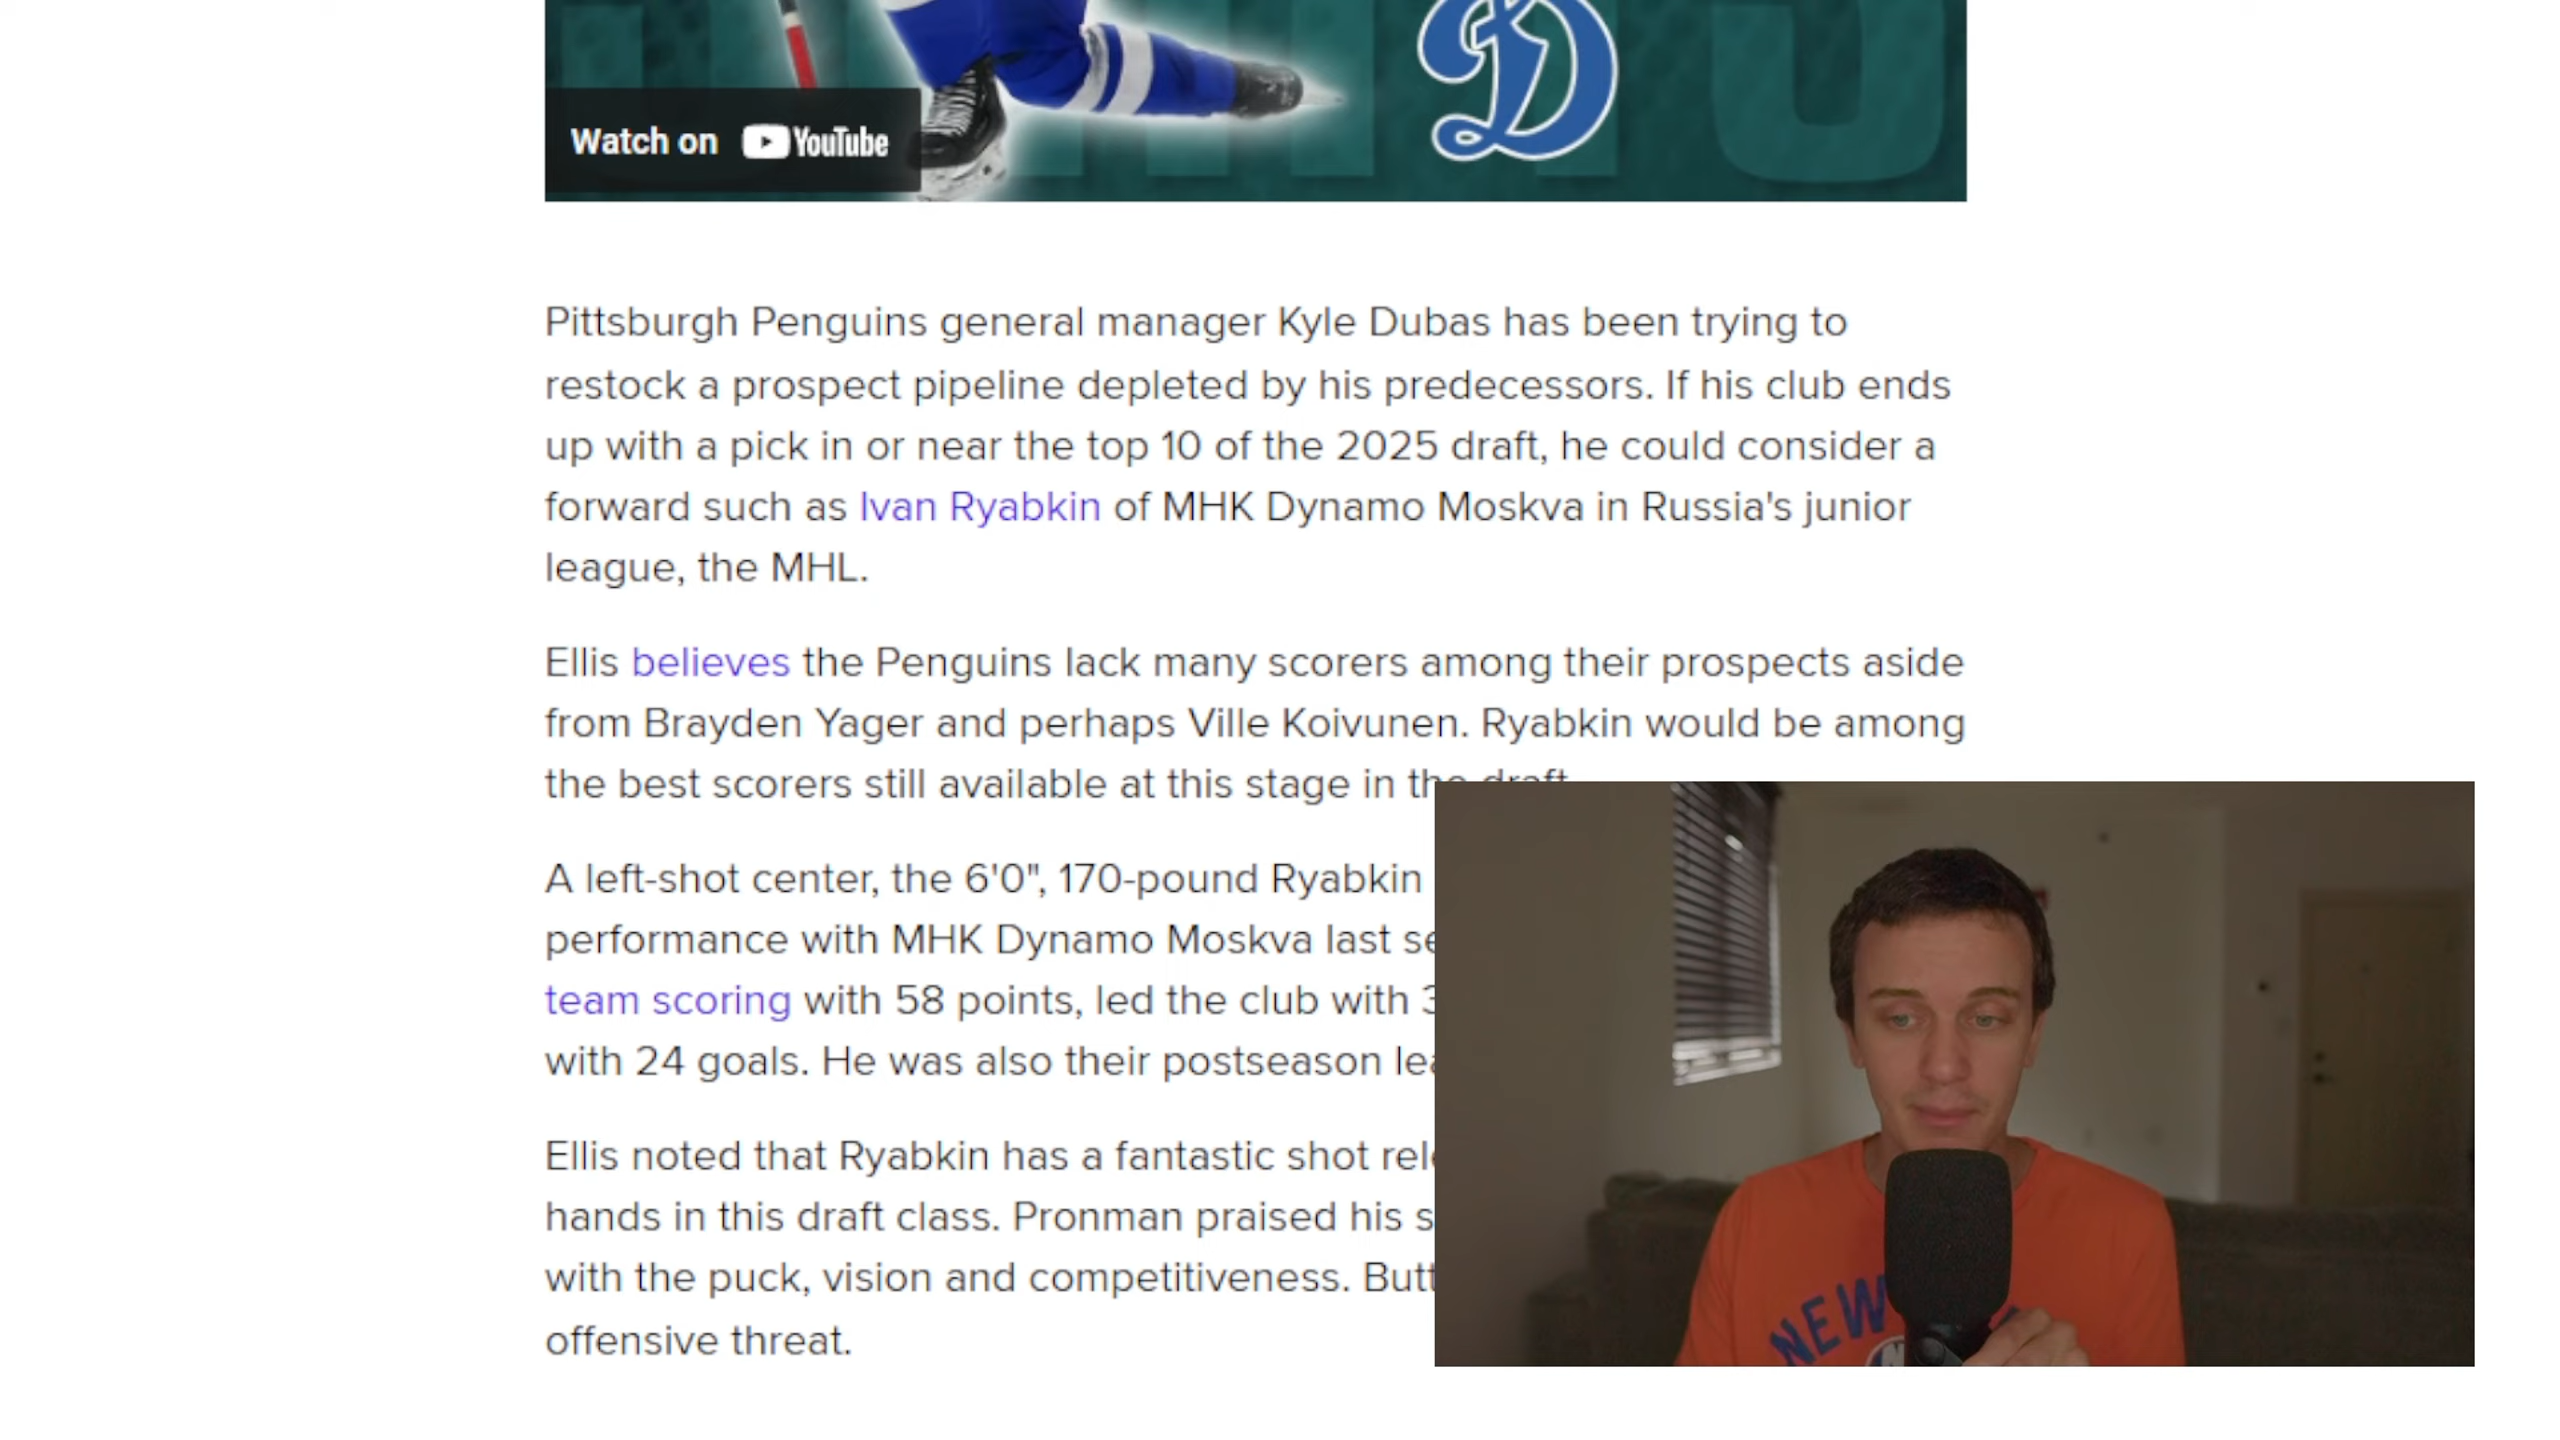 Watch on YouTube
D
Pittsburgh Penguins general manager Kyle Dubas has been trying to
restock a prospect pipeline depleted by his predecessors. If his club ends
up with a pick in or near the top 10 of the 2025 draft, he could consider a
forward such as Ivan Ryabkin of MHK Dynamo Moskva in Russia's junior
league, the MHL.
Ellis believes the Penguins lack many scorers among their prospects aside
from Brayden Yager and perhaps Ville Koivunen. Ryabkin would be among
the best scorers still available at this stage in the draft
A left-shot center, the 6'0", 170-pound Ryabkin
performance with MHK Dynamo Moskva last
team scoring with 58 points, led the club with
with 24 goals. He was also their postseason
Ellis noted that Ryabkin has a fantastic shot
hands in this draft class. Pronman praised his
with the puck, vision and competitiveness.
offensive threat.
NEW